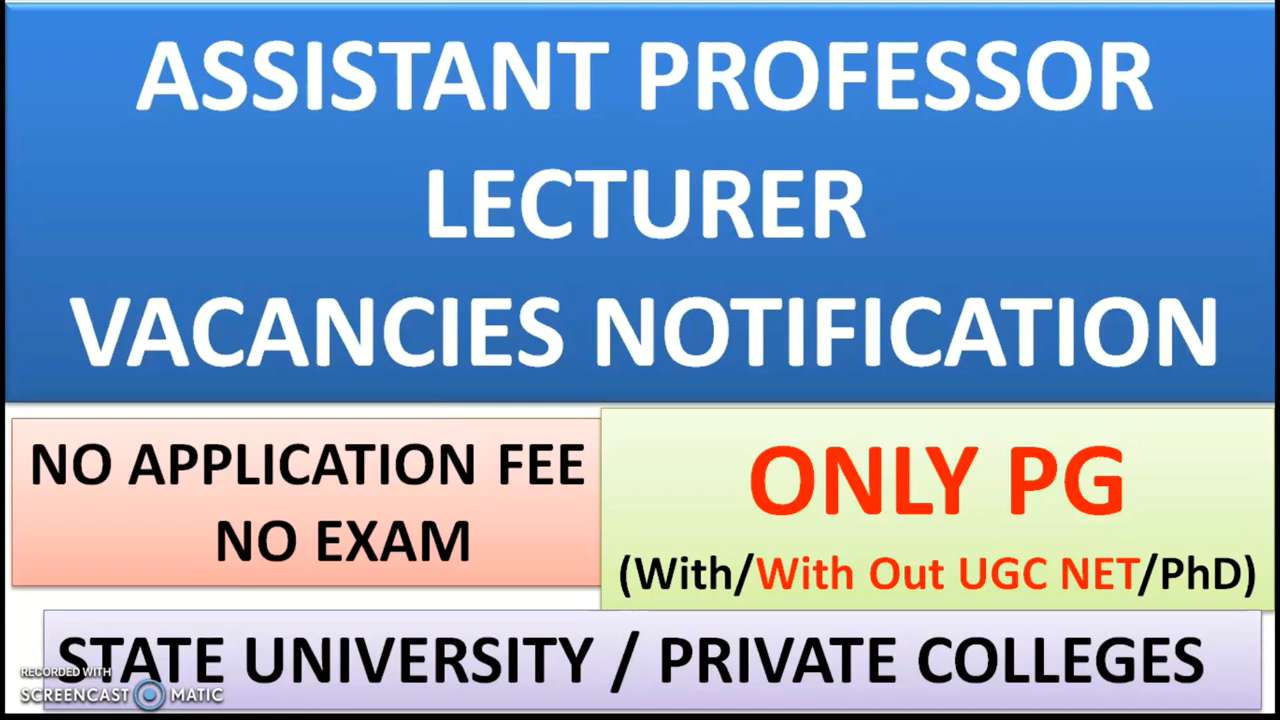 ASSISTANT PROFESSOR
LECTURER
VACANCIES NOTIFICATION
NO APPLICATION FEE
NO EXAM
ONLY PG
(With/With Out UGC NET/PhD)
STATE UNIVERSITY / PRIVATE COLLEGES
RECORDED WITH
SCREENCAST MATIC